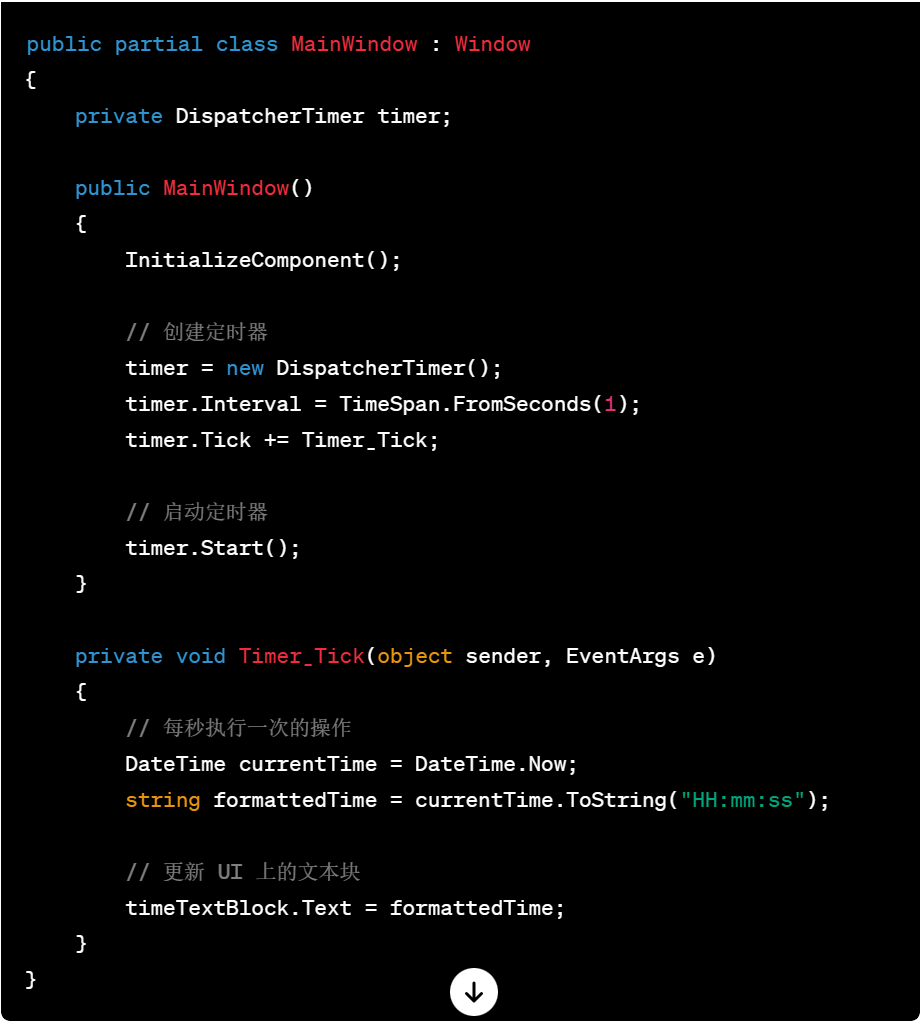 public partial class MainWindow : Window
{
    private DispatcherTimer timer;

    public MainWindow()
    {
        InitializeComponent();

        // 创建定时器
        timer = new DispatcherTimer();
        timer.Interval = TimeSpan.FromSeconds(1);
        timer.Tick += Timer_Tick;

        // 启动定时器
        timer.Start();
    }

    private void Timer_Tick(object sender, EventArgs e)
    {
        // 每秒执行一次的操作
        DateTime currentTime = DateTime.Now;
        string formattedTime = currentTime.ToString("HH:mm:ss");

        // 更新 UI 上的文本块
        timeTextBlock.Text = formattedTime;
    }
}